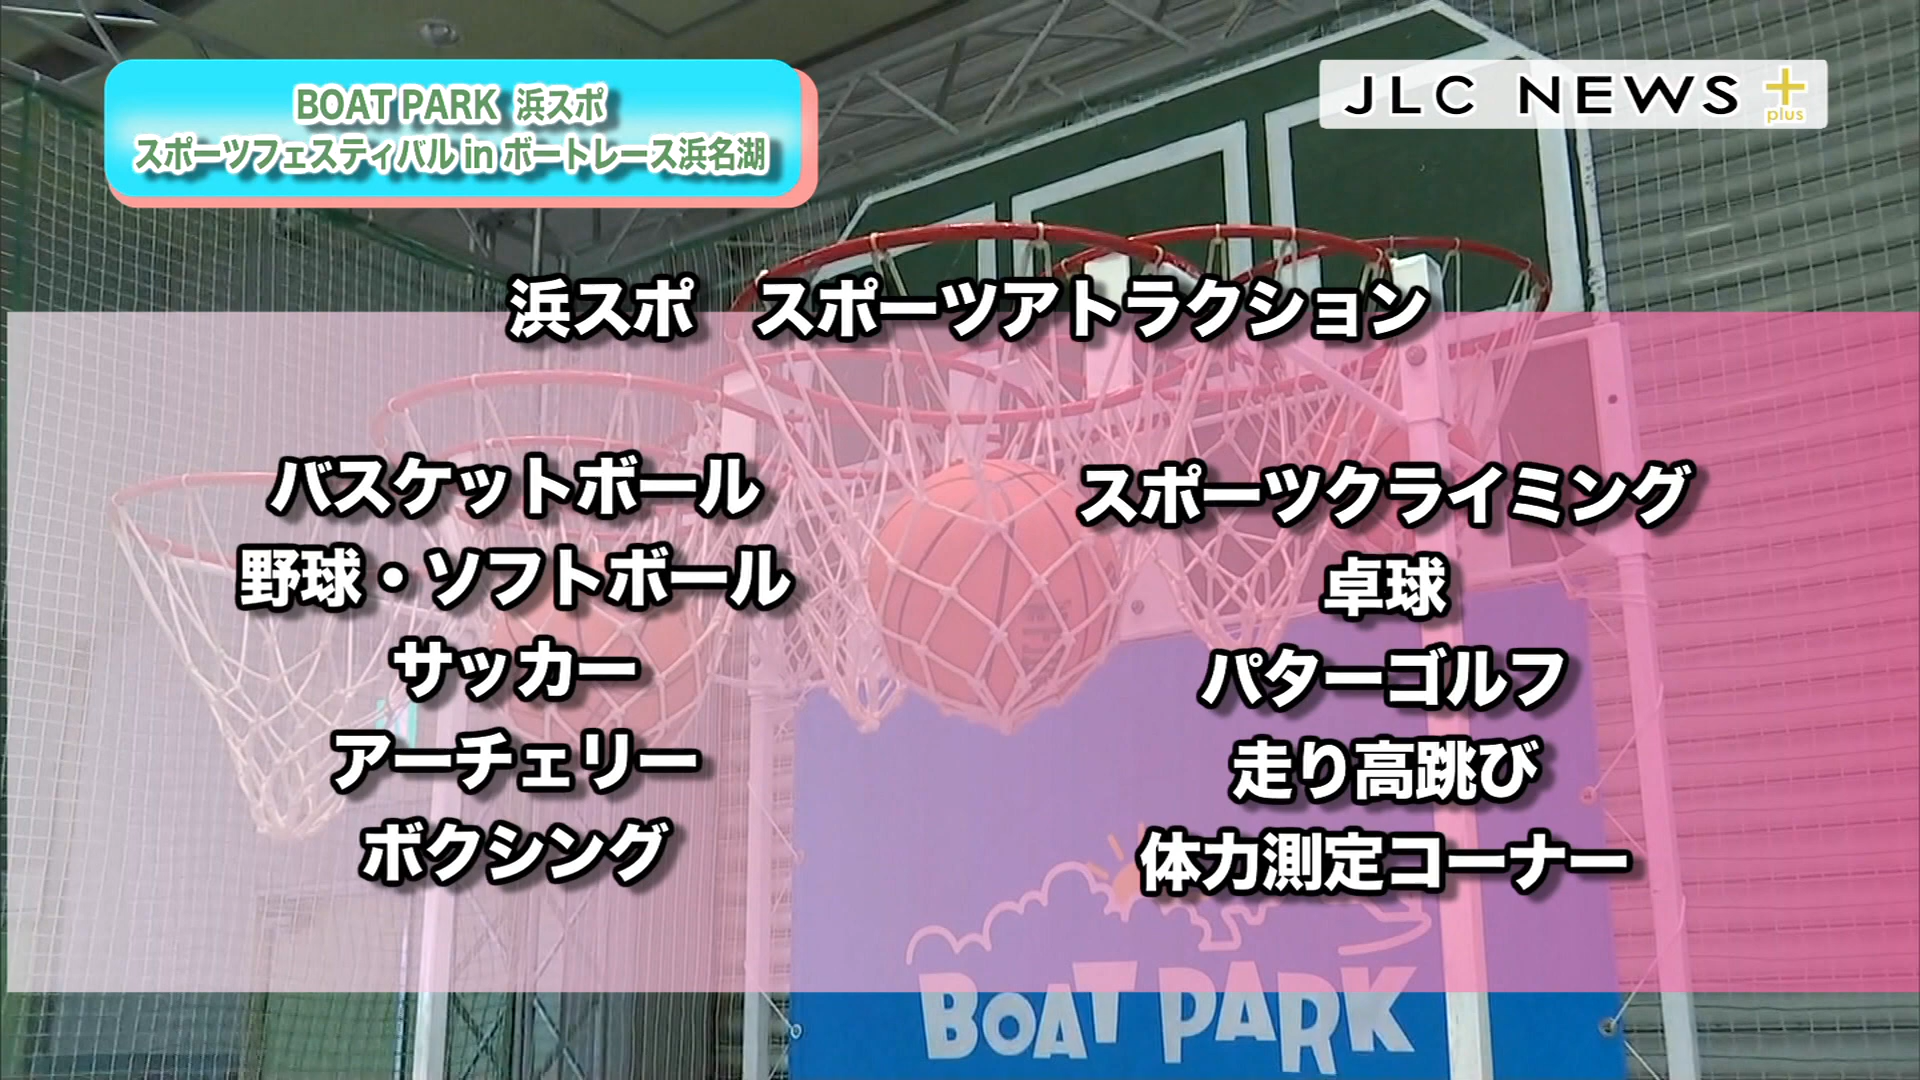 BOAT PARK 浜スポ
スポーツフェスティバル in ボートレース浜名湖
JLC NEWS +
plus
浜スポ　スポーツアトラクション
バスケットボール
野球・ソフトボール
サッカー
アーチェリー
ボクシング
スポーツクライミング
卓球
パターゴルフ
走り高跳び
体力測定コーナー
BOAT PARK